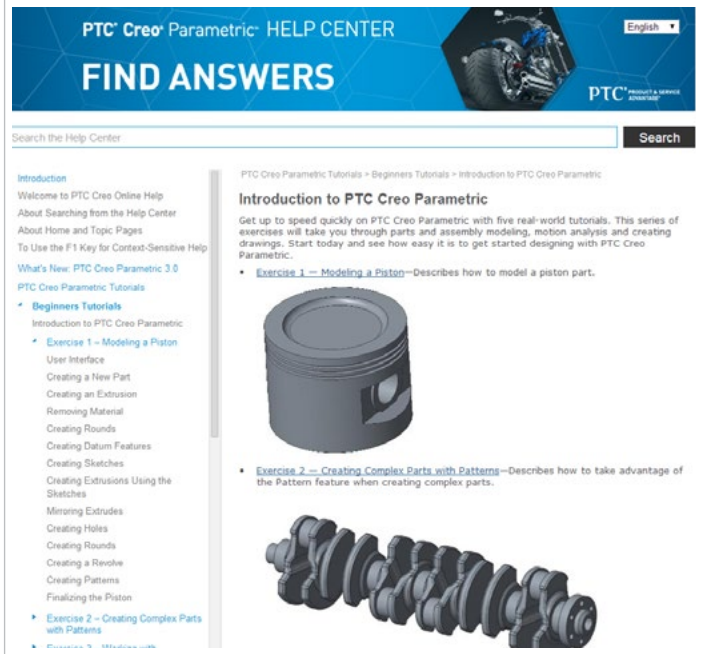 PTC® Creo® Parametric™ HELP CENTER
English
FIND ANSWERS
PTC® PRODUCT & SERVICE
ADVANTAGE®
Search the Help Center
Search
Introduction
Welcome to PTC Creo Online Help
About Searching from the Help Center
About Home and Topic Pages
To Use the F1 Key for Context-Sensitive Help
What's New: PTC Creo Parametric 3.0
PTC Creo Parametric Tutorials
Beginners Tutorials
Introduction to PTC Creo Parametric
Exercise 1 – Modeling a Piston
User Interface
Creating a New Part
Creating an Extrusion
Removing Material
Creating Rounds
Creating Datum Features
Creating Sketches
Creating Extrusions Using the
Sketches
Mirroring Extrudes
Creating Holes
Creating Rounds
Creating a Revolve
Creating Patterns
Finalizing the Piston
Exercise 2 – Creating Complex Parts
with Patterns
Exercise 3 – Working with
PTC Creo Parametric Tutorials > Beginners Tutorials > Introduction to PTC Creo Parametric
Introduction to PTC Creo Parametric
Get up to speed quickly on PTC Creo Parametric with five real-world tutorials. This series of
exercises will take you through parts and assembly modeling, motion analysis and creating
drawings. Start today and see how easy it is to get started designing with PTC Creo
Parametric.
• Exercise 1 — Modeling a Piston—Describes how to model a piston part.
• Exercise 2 — Creating Complex Parts with Patterns—Describes how to take advantage of
the Pattern feature when creating complex parts.